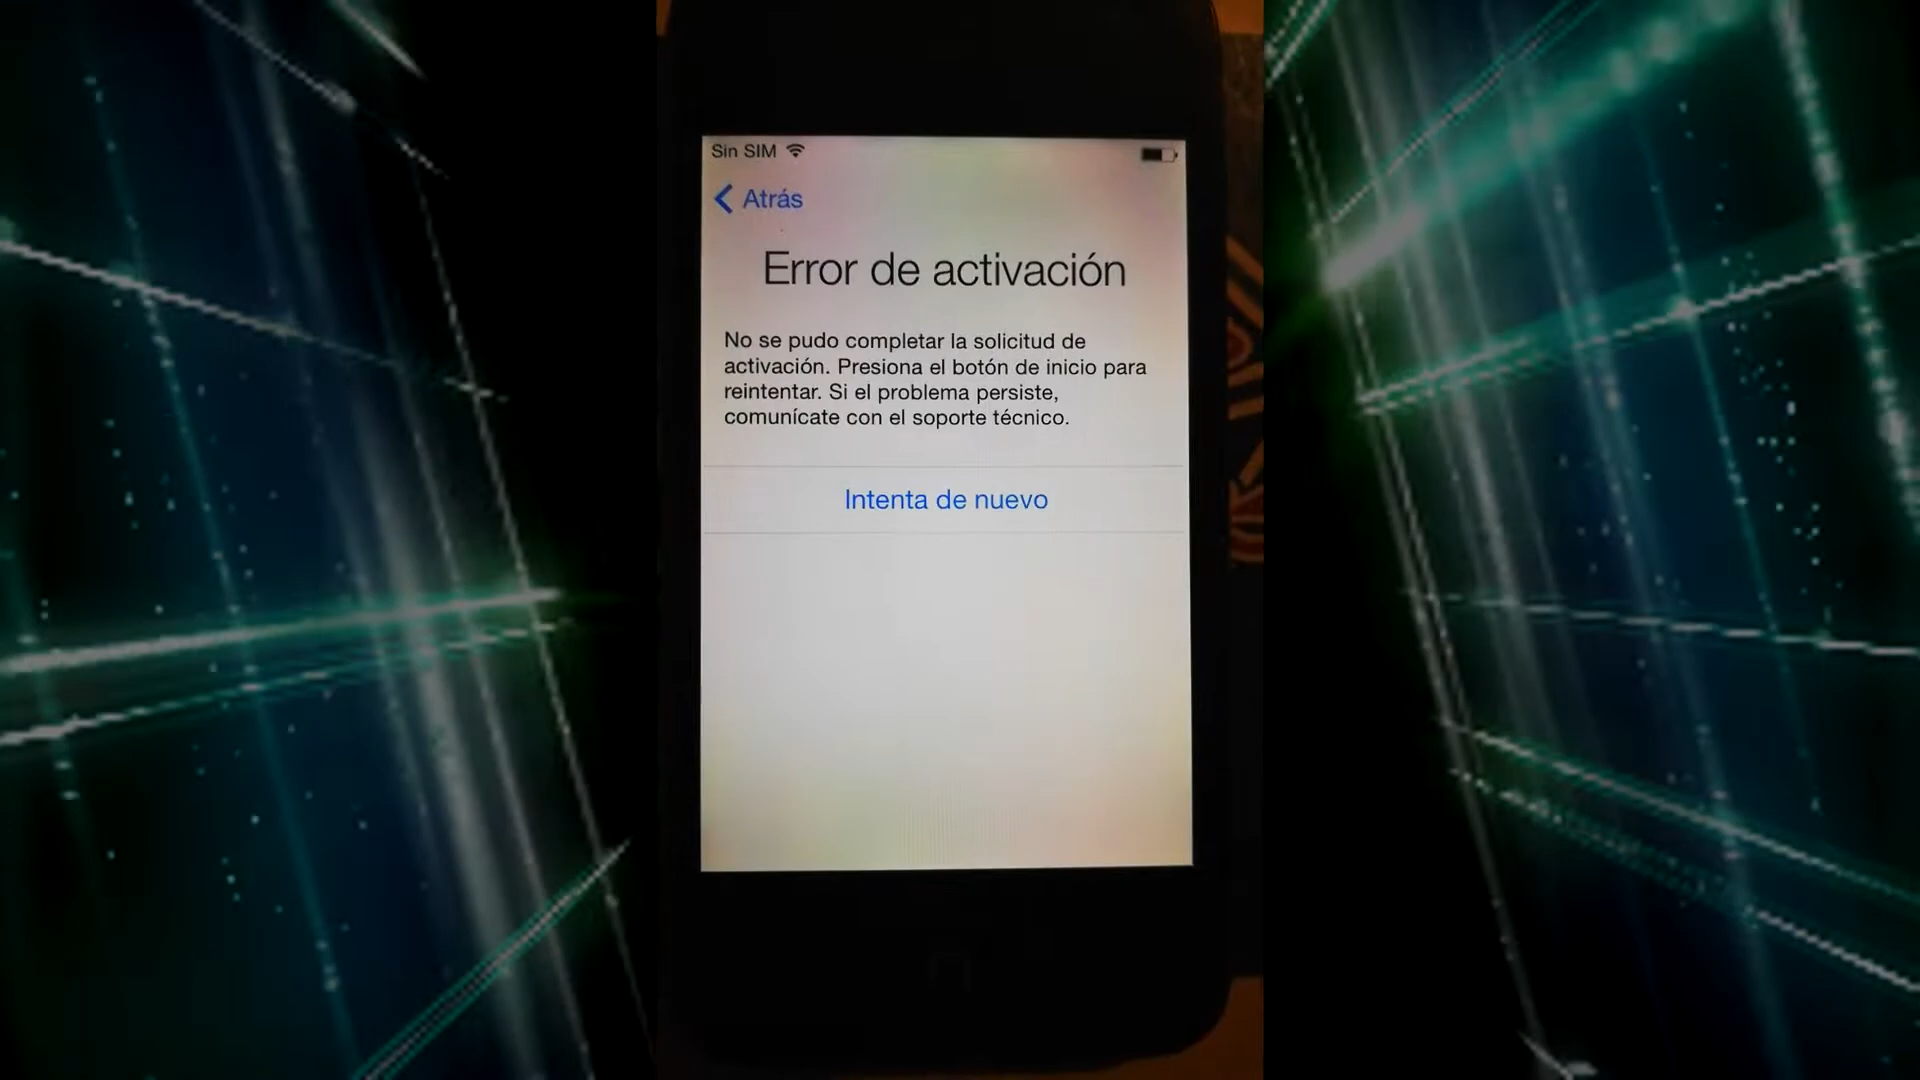 Sin SIM
Atrás
Error de activación
No se pudo completar la solicitud de
activación. Presiona el botón de inicio para
reintentar. Si el problema persiste,
comunícate con el soporte técnico.
Intenta de nuevo